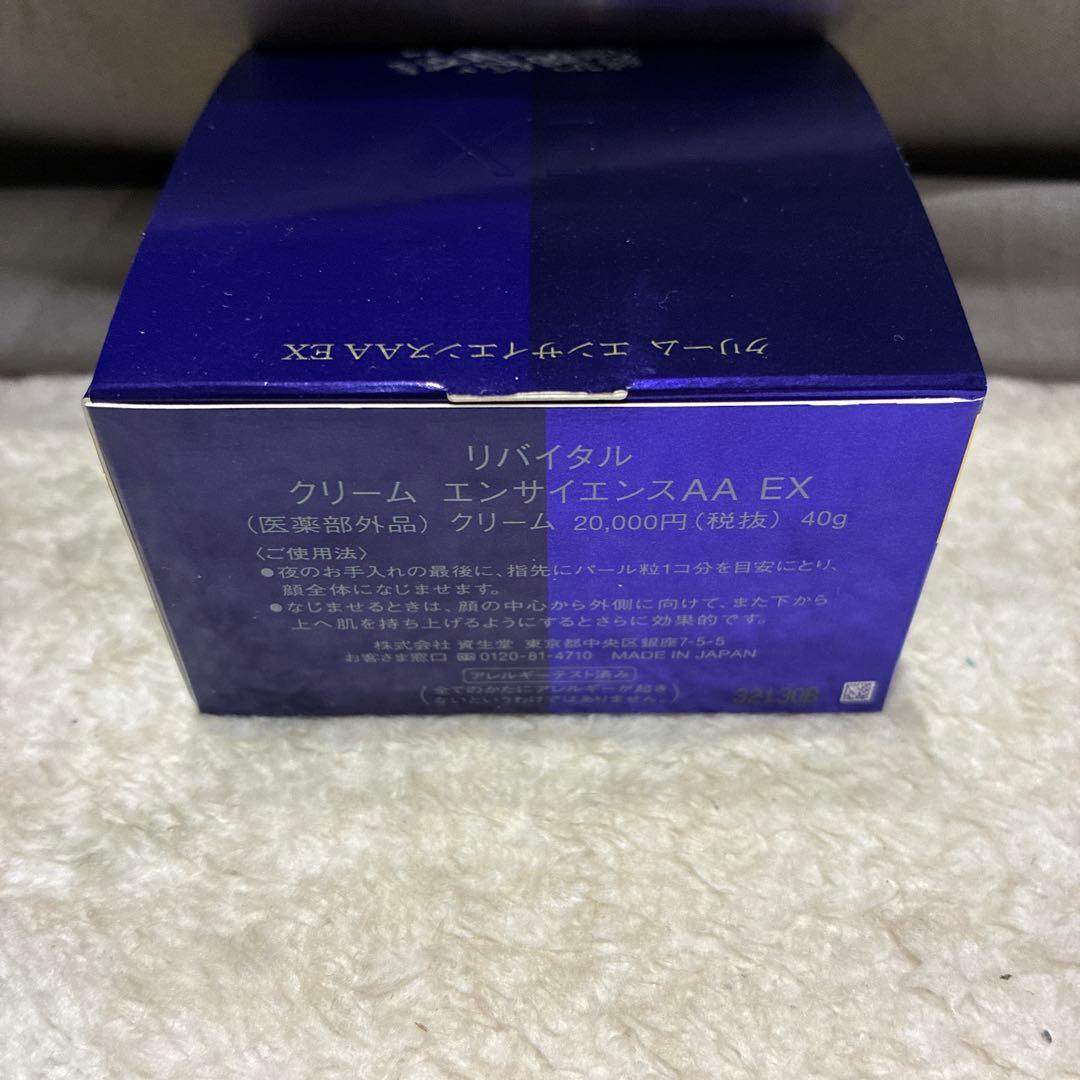 クリーム エンサイエンスAA EX
リバイタル
クリーム エンサイエンスAA EX
(医薬部外品) クリーム 20,000円(税抜) 40g
〈ご使用法〉
●夜のお手入れの最後に、指先にパール粒1コ分を目安にとり、
顔全体になじませます。
●なじませるときは、顔の中心から外側に向けて、また下から
上へ肌を持ち上げるようにするとさらに効果的です。
株式会社 資生堂 東京都中央区銀座7-5-5
お客さま窓口 0120-81-4710 MADE IN JAPAN
アレルギーテスト済み
(全てのかたにアレルギーが起き
ないというわけではありません。)
32130B